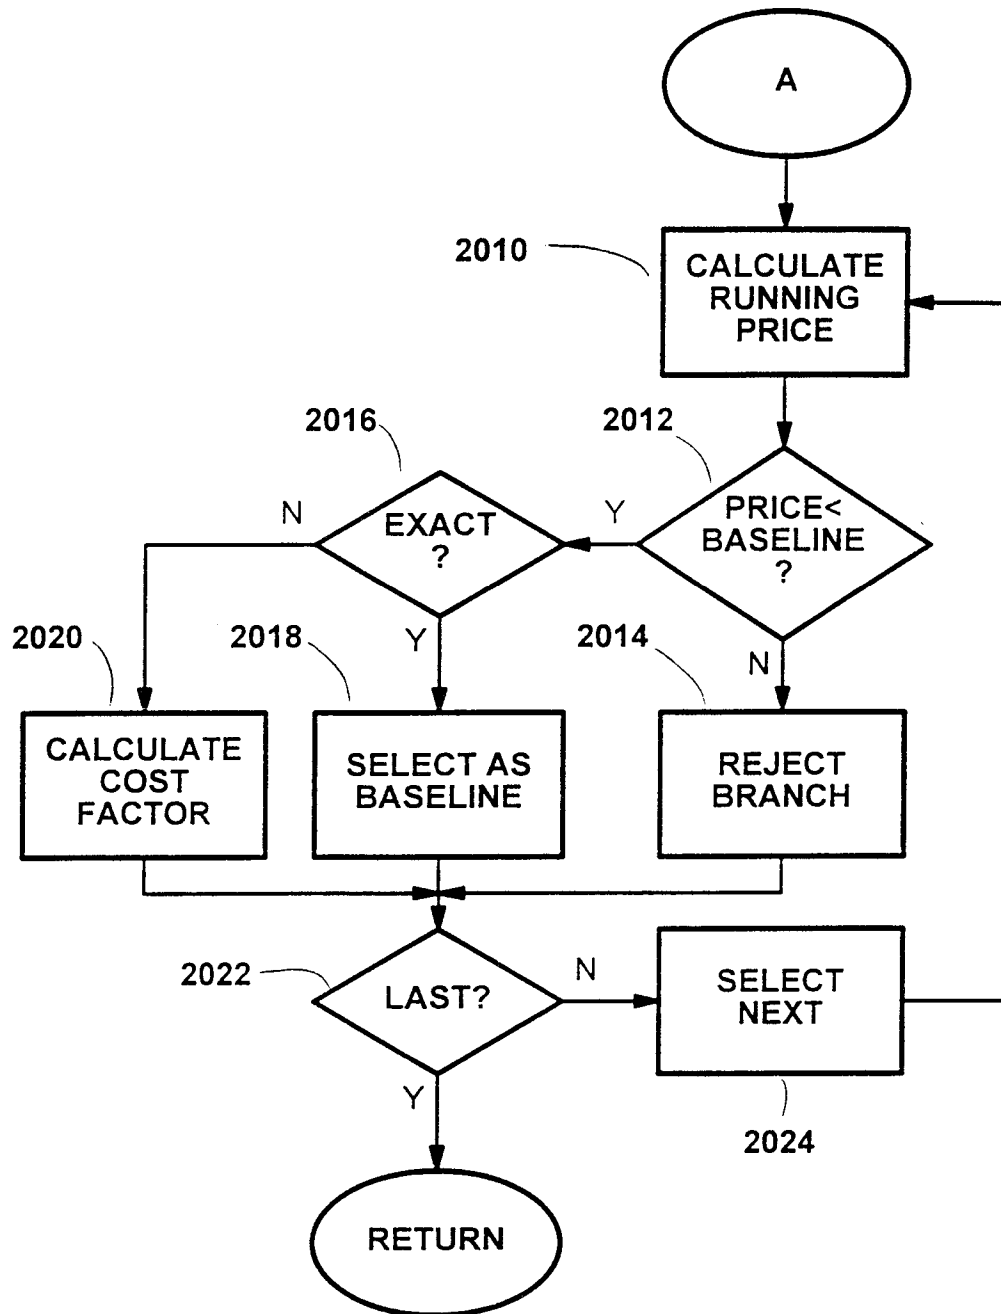 A
2010
CALCULATE
RUNNING
PRICE
2016
2012
N
EXACT
?
Y
PRICE<
BASELINE
?
2020
Y
2018
2014
N
CALCULATE
COST
FACTOR
SELECT AS
BASELINE
REJECT
BRANCH
2022
LAST?
N
SELECT
NEXT
Y
2024
RETURN